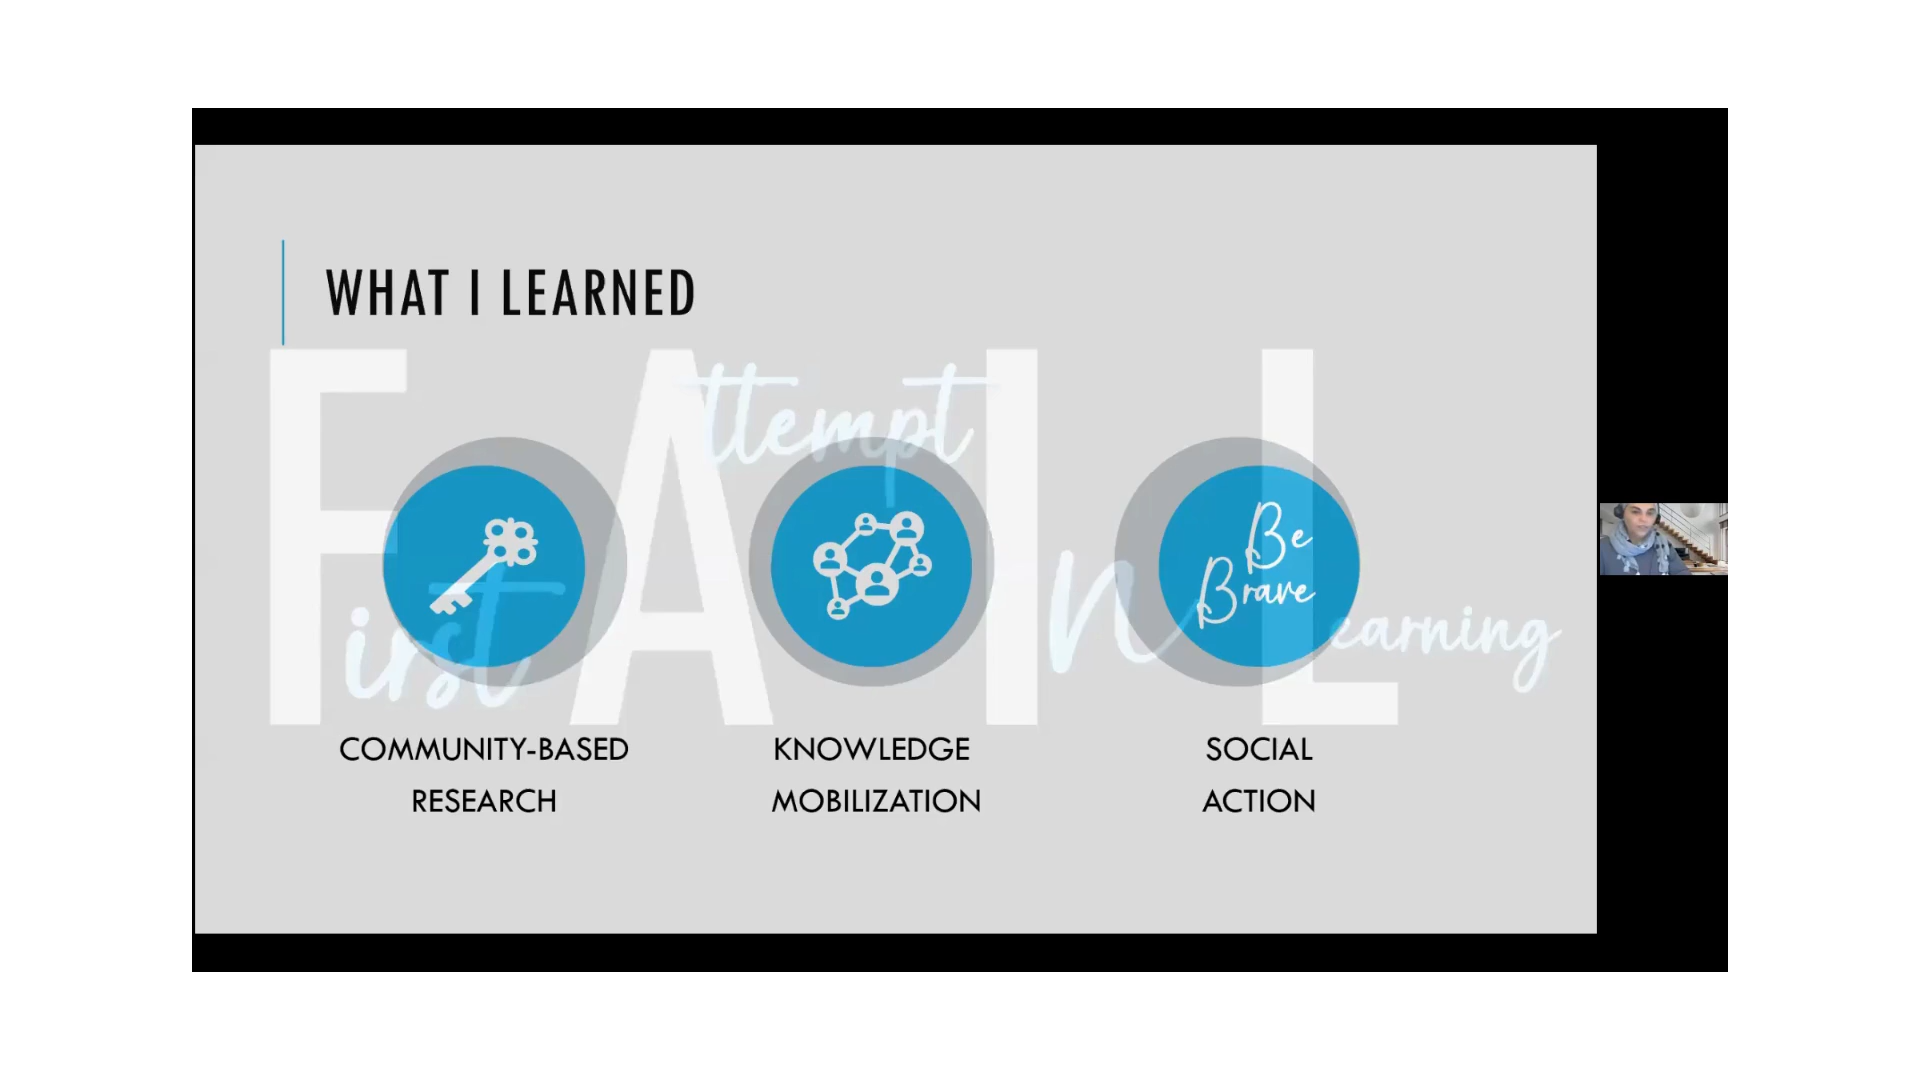 WHAT I LEARNED
FAIL
irst
ttempt
n
earning
Be
Brave
COMMUNITY-BASED
RESEARCH
KNOWLEDGE
MOBILIZATION
SOCIAL
ACTION